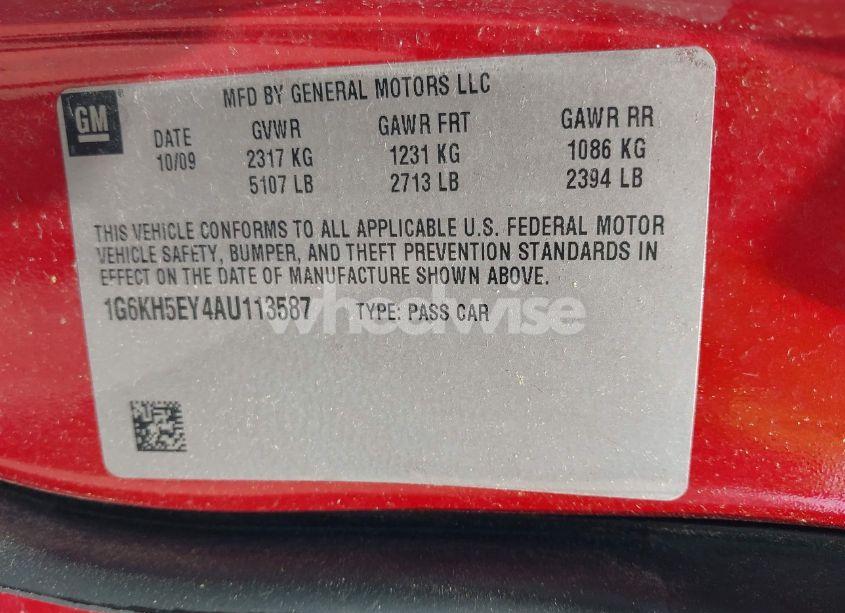 MFD BY GENERAL MOTORS LLC
GM
DATE GVWR GAWR FRT GAWR RR
10/09 2317 KG 1231 KG 1086 KG
5107 LB 2713 LB 2394 LB
THIS VEHICLE CONFORMS TO ALL APPLICABLE U.S. FEDERAL MOTOR
VEHICLE SAFETY, BUMPER, AND THEFT PREVENTION STANDARDS IN
EFFECT ON THE DATE OF MANUFACTURE SHOWN ABOVE.
1G6KH5EY4AU113587 TYPE: PASS CAR
wheelwise